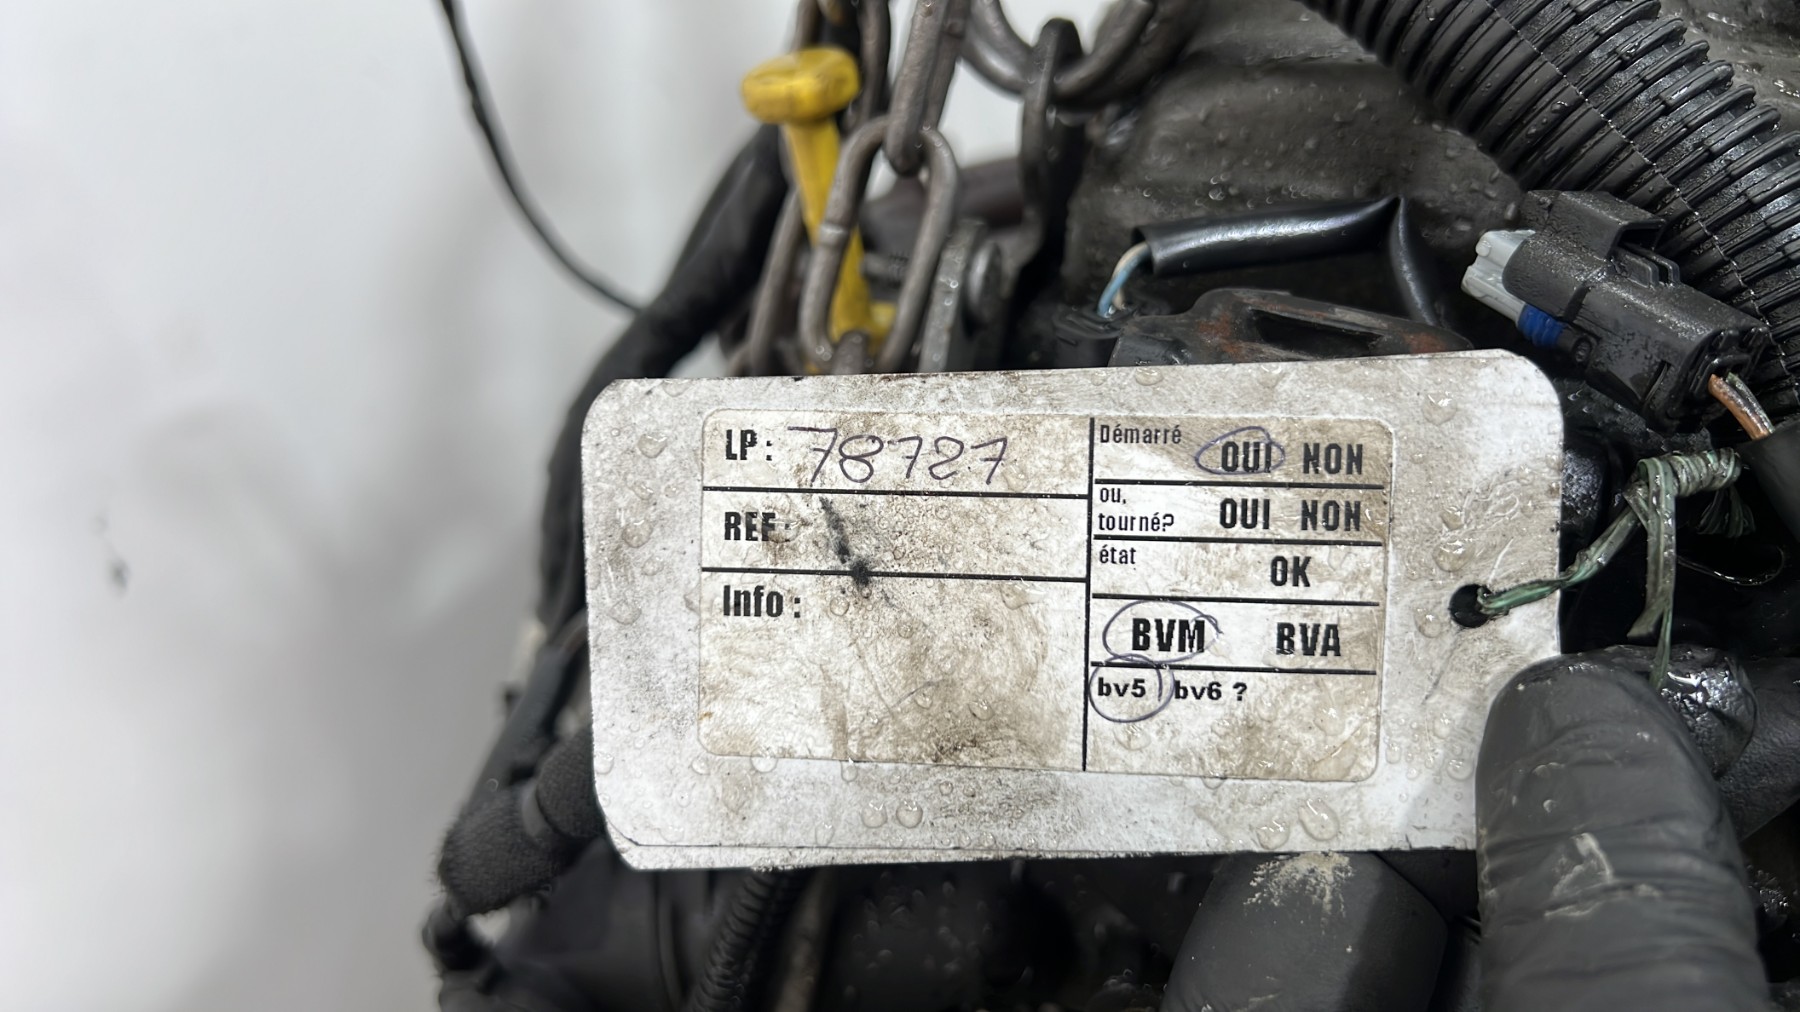 LP : 78727
REF :
Info :
Démarré OUI NON
ou, tourné? OUI NON
état OK
BVM BVA
bv5 bv6 ?